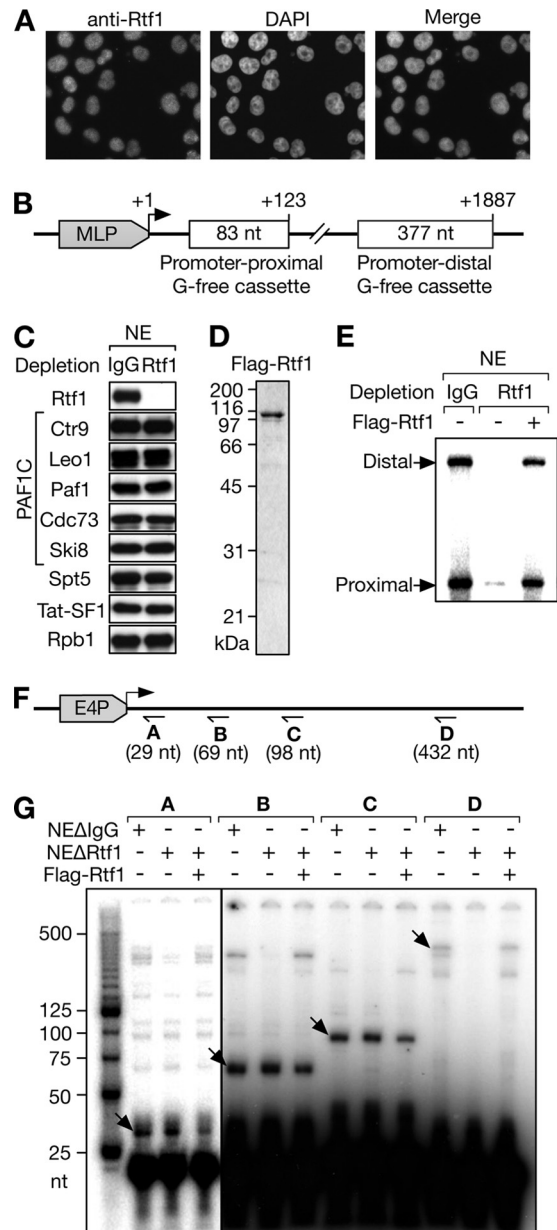 A
anti-Rtf1 DAPI Merge
B
+1 +123 +1887
MLP 83 nt 377 nt
Promoter-proximal Promoter-distal
G-free cassette G-free cassette
C
NE
Depletion IgG Rtf1
Rtf1
PAF1C
Ctr9
Leo1
Paf1
Cdc73
Ski8
Spt5
Tat-SF1
Rpb1
D
Flag-Rtf1
200
116
97
66
45
31
21
kDa
E
NE
Depletion IgG Rtf1
Flag-Rtf1 - - +
Distal
Proximal
F
E4P
A B C D
(29 nt) (69 nt) (98 nt) (432 nt)
G
A B C D
NEΔIgG + - - + - - + - - + - -
NEΔRtf1 - + + - + + - + + - + +
Flag-Rtf1 - - + - - + - - + - - +
500
125
100
75
50
25
nt